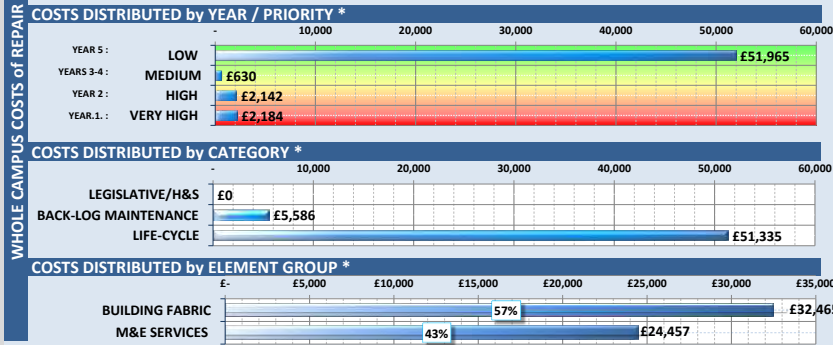 WHOLE CAMPUS COSTS of REPAIR
COSTS DISTRIBUTED by YEAR / PRIORITY *
- 10,000 20,000 30,000 40,000 50,000 60,000
YEAR 5 : LOW £51,965
YEARS 3-4 : MEDIUM £630
YEAR 2 : HIGH £2,142
YEAR.1. : VERY HIGH £2,184
COSTS DISTRIBUTED by CATEGORY *
- 10,000 20,000 30,000 40,000 50,000 60,000
LEGISLATIVE/H&S £0
BACK-LOG MAINTENANCE £5,586
LIFE-CYCLE £51,335
COSTS DISTRIBUTED by ELEMENT GROUP *
£- £5,000 £10,000 £15,000 £20,000 £25,000 £30,000 £35,000
BUILDING FABRIC 57% £32,465
M&E SERVICES 43% £24,457